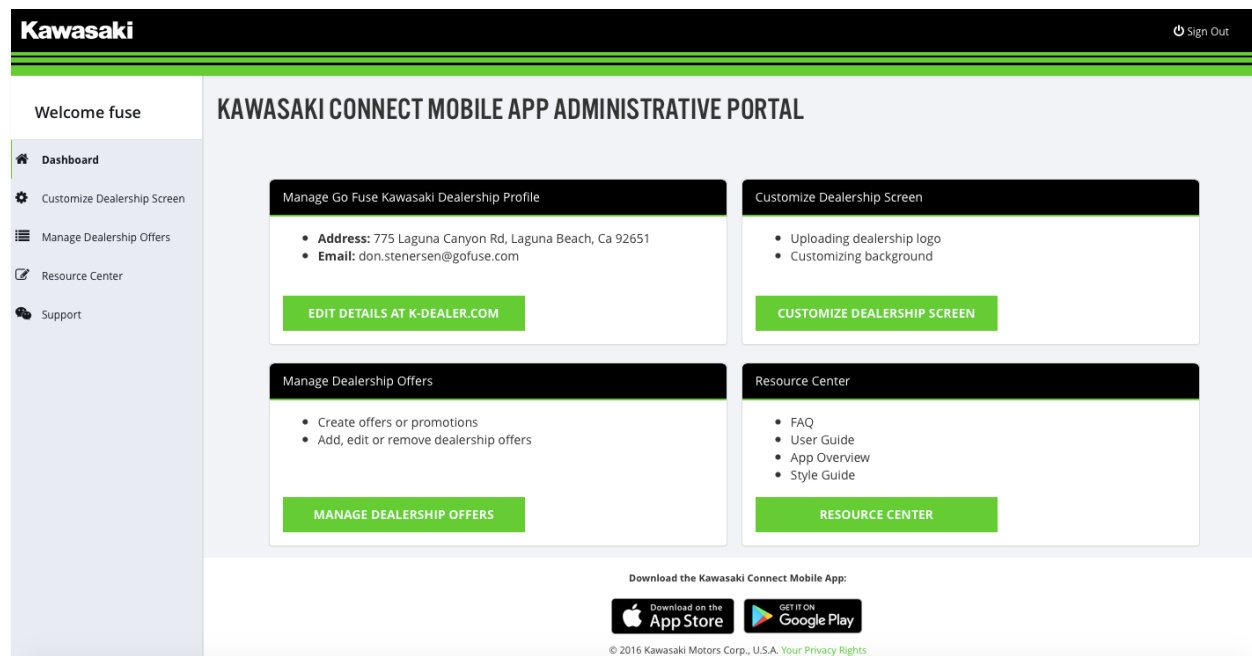 Kawasaki
Sign Out
Welcome fuse
Dashboard
Customize Dealership Screen
Manage Dealership Offers
Resource Center
Support
KAWASAKI CONNECT MOBILE APP ADMINISTRATIVE PORTAL
Manage Go Fuse Kawasaki Dealership Profile
Address: 775 Laguna Canyon Rd, Laguna Beach, Ca 92651
Email: don.stenersen@gofuse.com
EDIT DETAILS AT K-DEALER.COM
Customize Dealership Screen
Uploading dealership logo
Customizing background
CUSTOMIZE DEALERSHIP SCREEN
Manage Dealership Offers
Create offers or promotions
Add, edit or remove dealership offers
MANAGE DEALERSHIP OFFERS
Resource Center
FAQ
User Guide
App Overview
Style Guide
RESOURCE CENTER
Download the Kawasaki Connect Mobile App:
Download on the
App Store
GET IT ON
Google Play
© 2016 Kawasaki Motors Corp., U.S.A. Your Privacy Rights